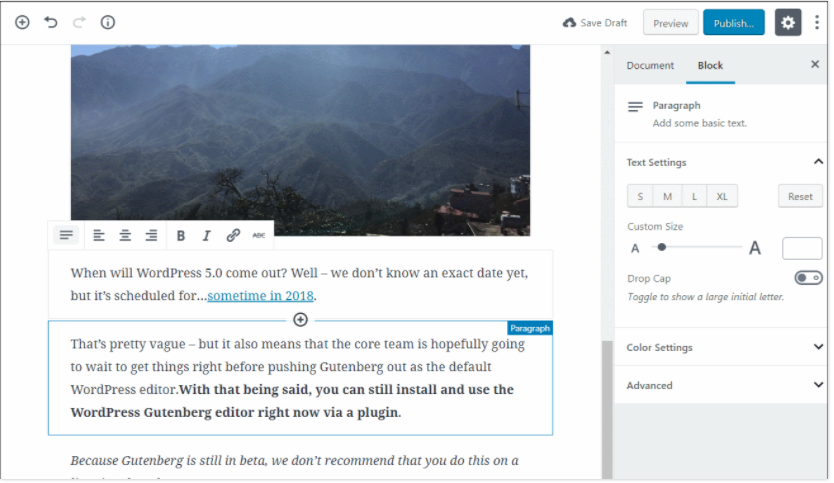 Save Draft
Preview
Publish...
Document
Block
Paragraph
Add some basic text.
Text Settings
S M L XL
Reset
Custom Size
A A
Drop Cap
Toggle to show a large initial letter.
Color Settings
Advanced
B I ABC
When will WordPress 5.0 come out? Well – we don’t know an exact date yet,
but it’s scheduled for...sometime in 2018.
Paragraph
That’s pretty vague – but it also means that the core team is hopefully going
to wait to get things right before pushing Gutenberg out as the default
WordPress editor.With that being said, you can still install and use the
WordPress Gutenberg editor right now via a plugin.
Because Gutenberg is still in beta, we don’t recommend that you do this on a